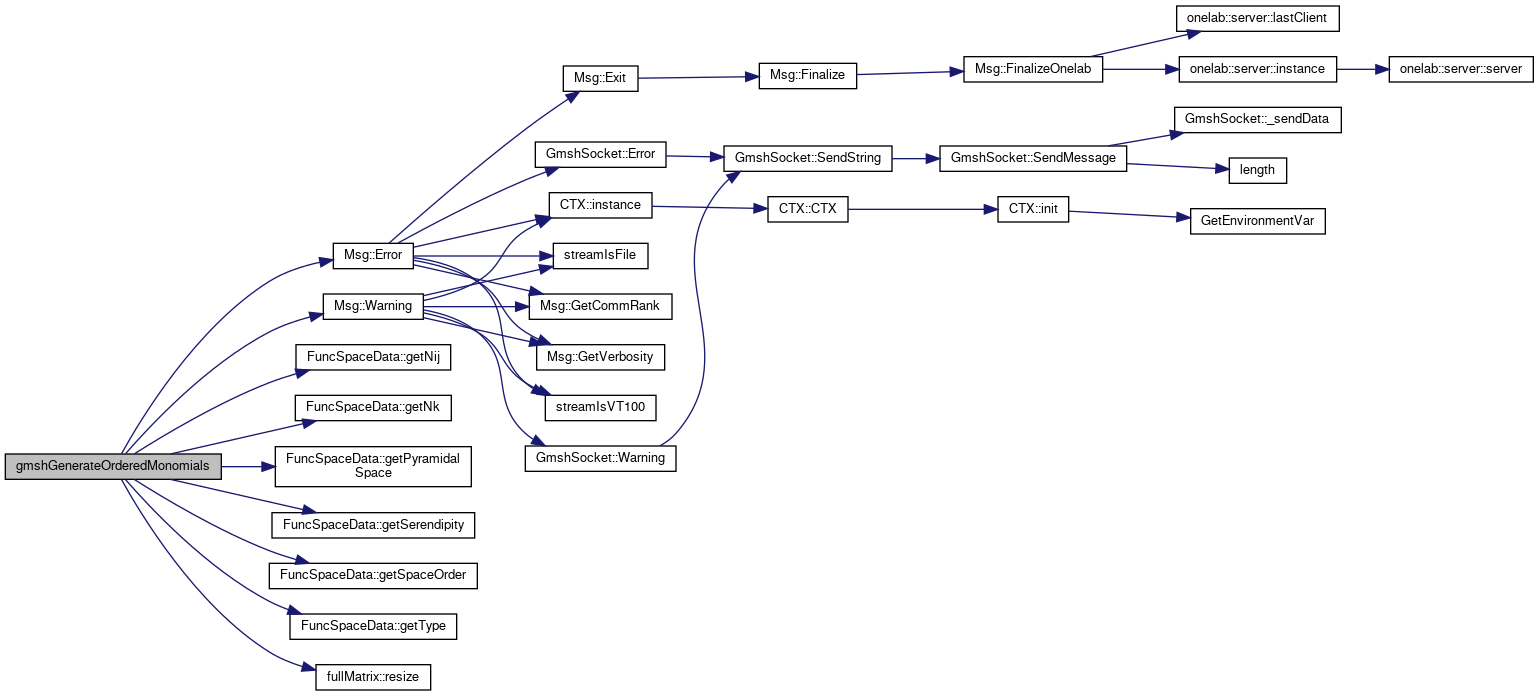 onelab::server::lastClient
Msg::Exit
Msg::Finalize
Msg::FinalizeOnelab
onelab::server::instance
onelab::server::server
GmshSocket::_sendData
GmshSocket::Error
GmshSocket::SendString
GmshSocket::SendMessage
length
CTX::instance
CTX::CTX
CTX::init
GetEnvironmentVar
Msg::Error
streamIsFile
Msg::Warning
Msg::GetCommRank
FuncSpaceData::getNij
Msg::GetVerbosity
FuncSpaceData::getNk
streamIsVT100
gmshGenerateOrderedMonomials
FuncSpaceData::getPyramidal
Space
GmshSocket::Warning
FuncSpaceData::getSerendipity
FuncSpaceData::getSpaceOrder
FuncSpaceData::getType
fullMatrix::resize